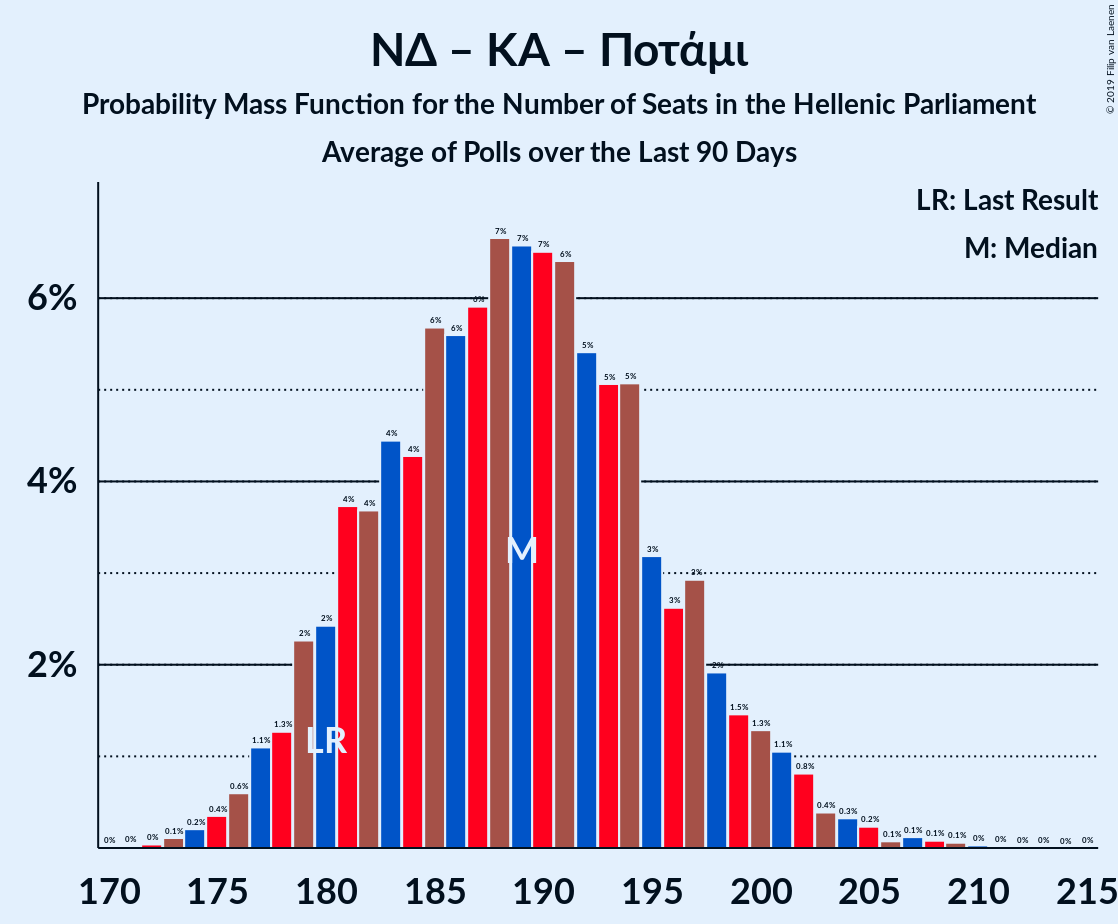 ΝΔ – ΚΑ – Ποτάμι
Probability Mass Function for the Number of Seats in the Hellenic Parliament
Average of Polls over the Last 90 Days
© 2019 Filip van Laenen
LR: Last Result
M: Median
6%
4%
2%
0% 0% 0% 0.1% 0.2% 0.4% 0.6% 1.1% 1.3% 2% 2% 4% 4% 4% 4% 6% 6% 6% 7% 7% 7% 6% 5% 5% 5% 3% 3% 3% 2% 1.5% 1.3% 1.1% 0.8% 0.4% 0.3% 0.2% 0.1% 0.1% 0.1% 0.1% 0% 0% 0% 0% 0% 0%
M
LR
170 175 180 185 190 195 200 205 210 215